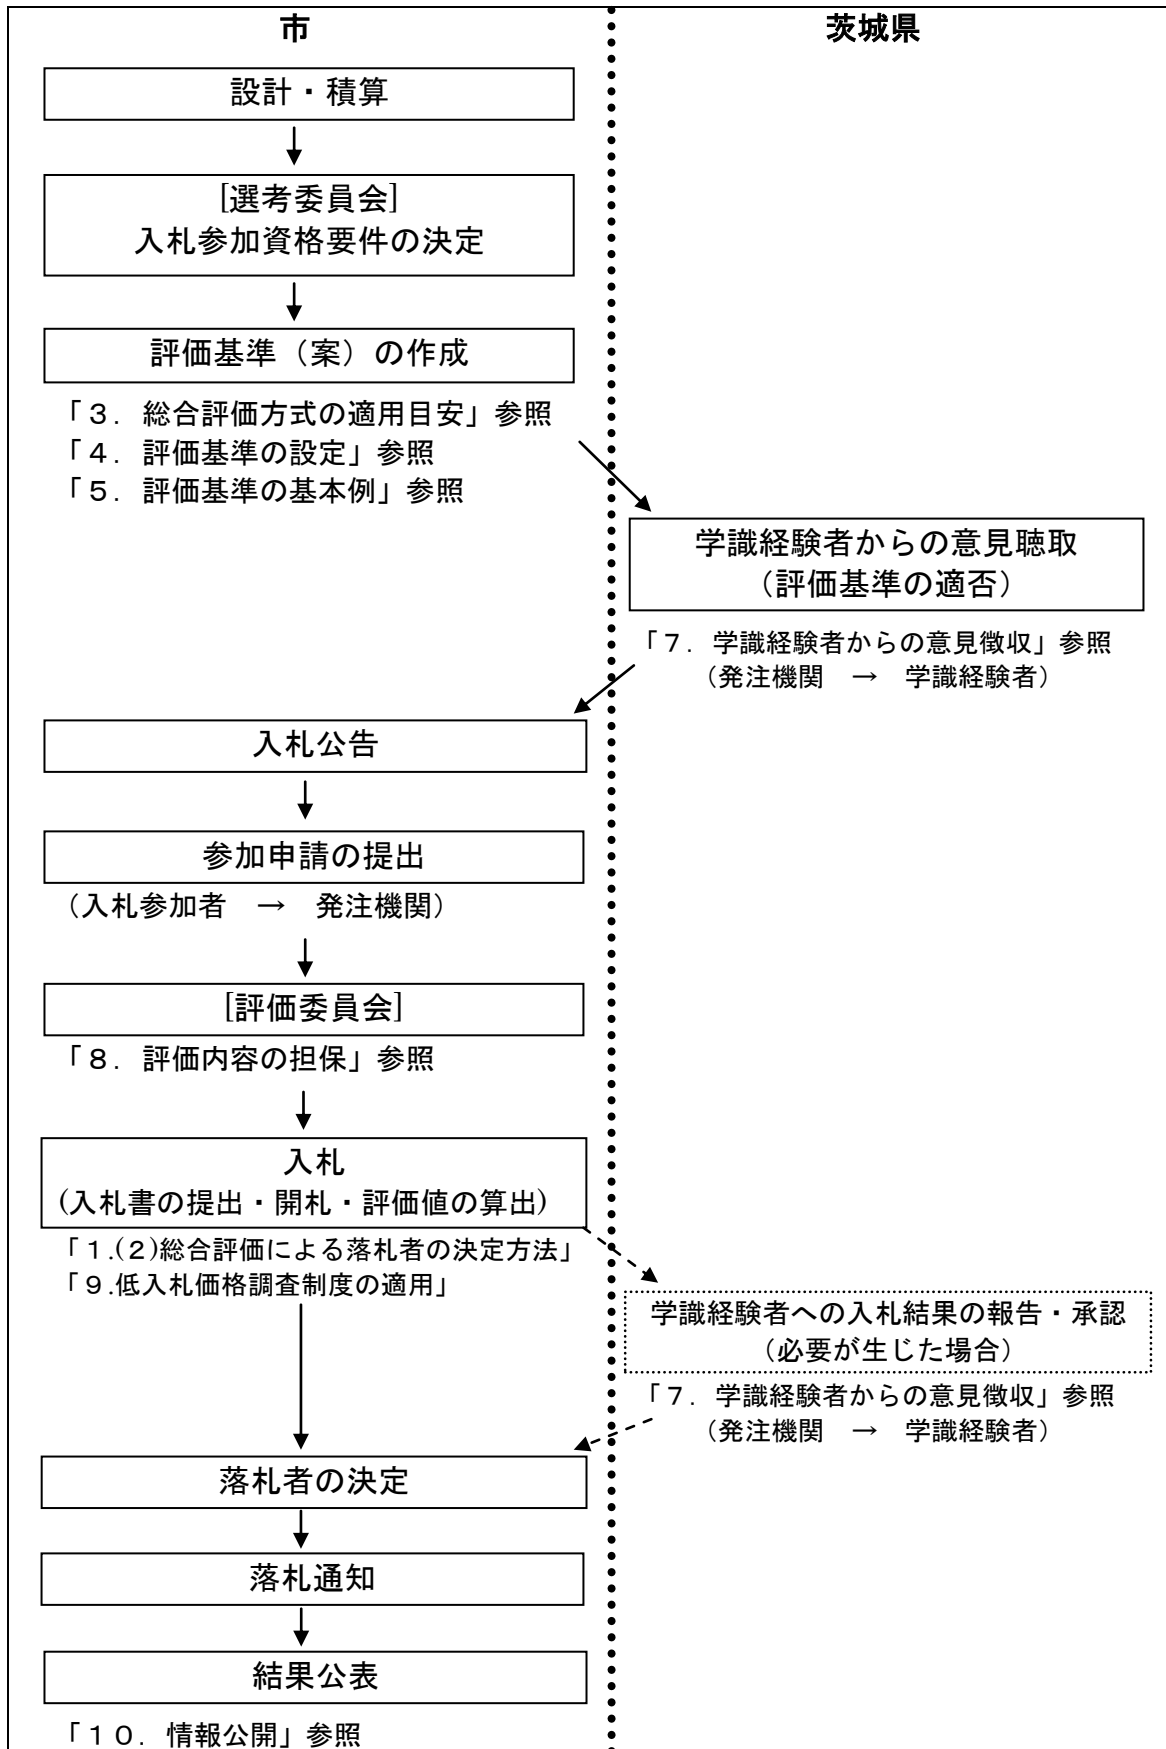 市
茨城県
設計・積算
[選考委員会]
入札参加資格要件の決定
評価基準（案）の作成
「３．総合評価方式の適用目安」参照
「４．評価基準の設定」参照
「５．評価基準の基本例」参照
学識経験者からの意見聴取
（評価基準の適否）
「７．学識経験者からの意見徴収」参照
（発注機関　→　学識経験者）
入札公告
参加申請の提出
（入札参加者　→　発注機関）
[評価委員会]
「８．評価内容の担保」参照
入札
(入札書の提出・開札・評価値の算出)
「１.(２)総合評価による落札者の決定方法」
「９.低入札価格調査制度の適用」
学識経験者への入札結果の報告・承認
（必要が生じた場合）
「７．学識経験者からの意見徴収」参照
（発注機関　→　学識経験者）
落札者の決定
落札通知
結果公表
「１０．情報公開」参照